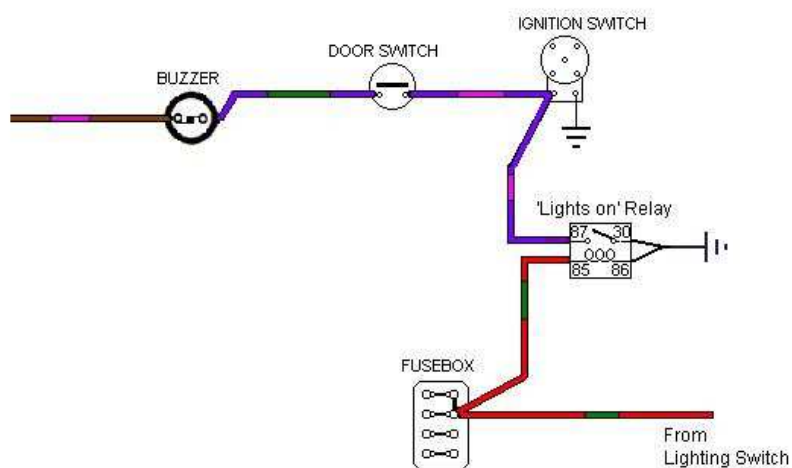 IGNITION SWITCH
DOOR SWITCH
BUZZER
'Lights on' Relay
87 30
85 86
FUSEBOX
From
Lighting Switch